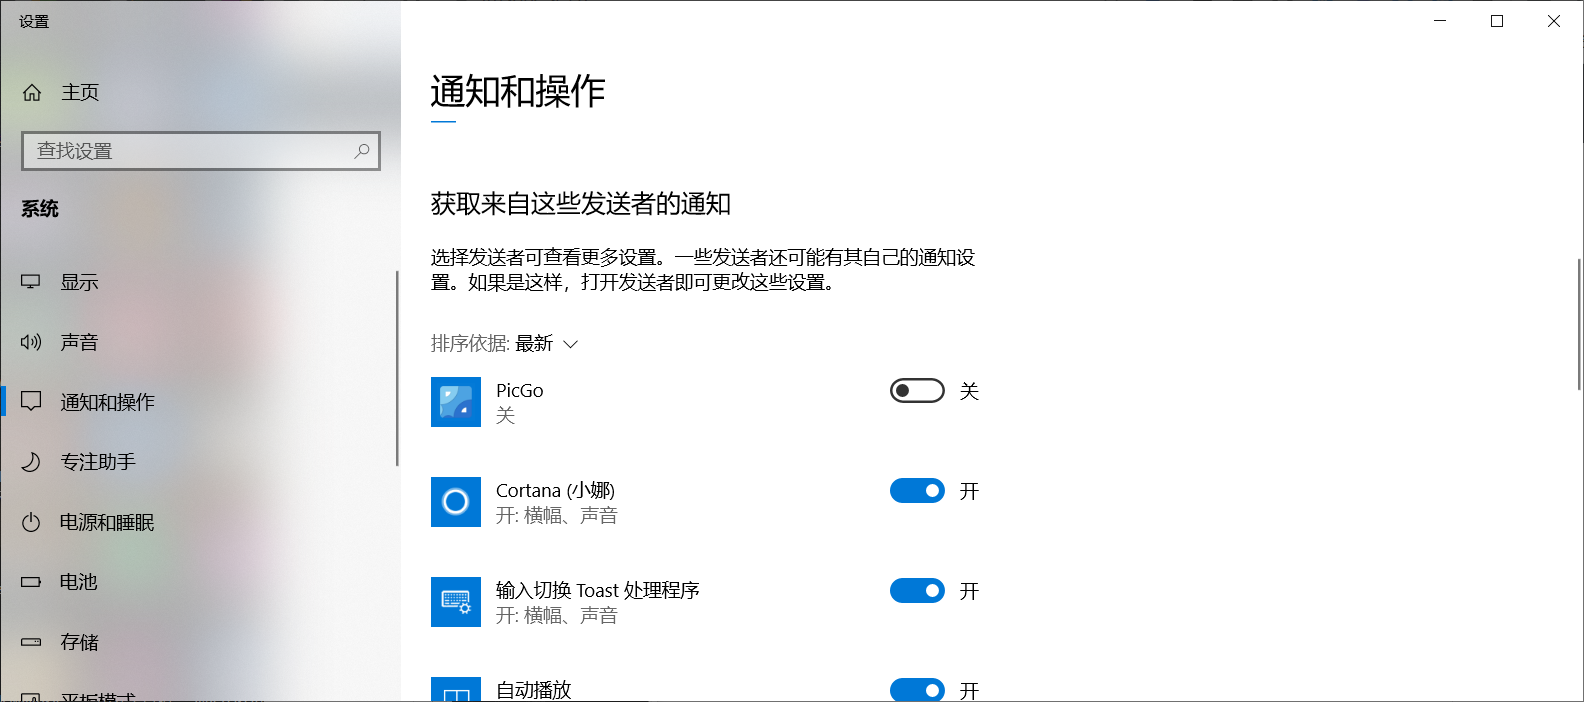 设置
主页
查找设置
系统
显示
声音
通知和操作
专注助手
电源和睡眠
电池
存储
平板模式
通知和操作
获取来自这些发送者的通知
选择发送者可查看更多设置。一些发送者还可能有其自己的通知设
置。如果是这样，打开发送者即可更改这些设置。
排序依据: 最新
PicGo
关
关
Cortana (小娜)
开: 横幅、声音
开
输入切换 Toast 处理程序
开: 横幅、声音
开
自动播放
开